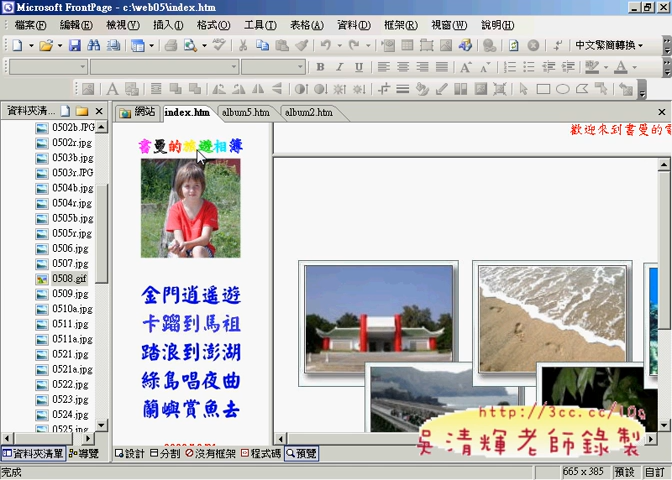 Microsoft FrontPage - c:\web05\index.htm
檔案(F) 編輯(E) 檢視(V) 插入(I) 格式(O) 工具(T) 表格(A) 資料(D) 框架(R) 視窗(W) 說明(H)
中文繁簡轉換
資料夾清單
網站 index.htm album5.htm album2.htm
歡迎來到書曼的
書曼的旅遊相簿
0502b.JPG
0502r.jpg
0503b.jpg
0503r.JPG
0504b.jpg
0504r.jpg
0505b.jpg
0505r.jpg
0506.jpg
0507.jpg
0508.gif
0509.jpg
0510a.jpg
0511.jpg
0511a.jpg
0521.jpg
0521a.jpg
0522.jpg
0523.jpg
0524.jpg
0525.jpg
金門逍遙遊
卡蹓到馬祖
踏浪到澎湖
綠島唱夜曲
蘭嶼賞魚去
http://3cc.cc/10g
吳清輝老師錄製
資料夾清單 導覽 設計 分割 沒有框架 程式碼 預覽
完成 665 x 385 預設 自訂